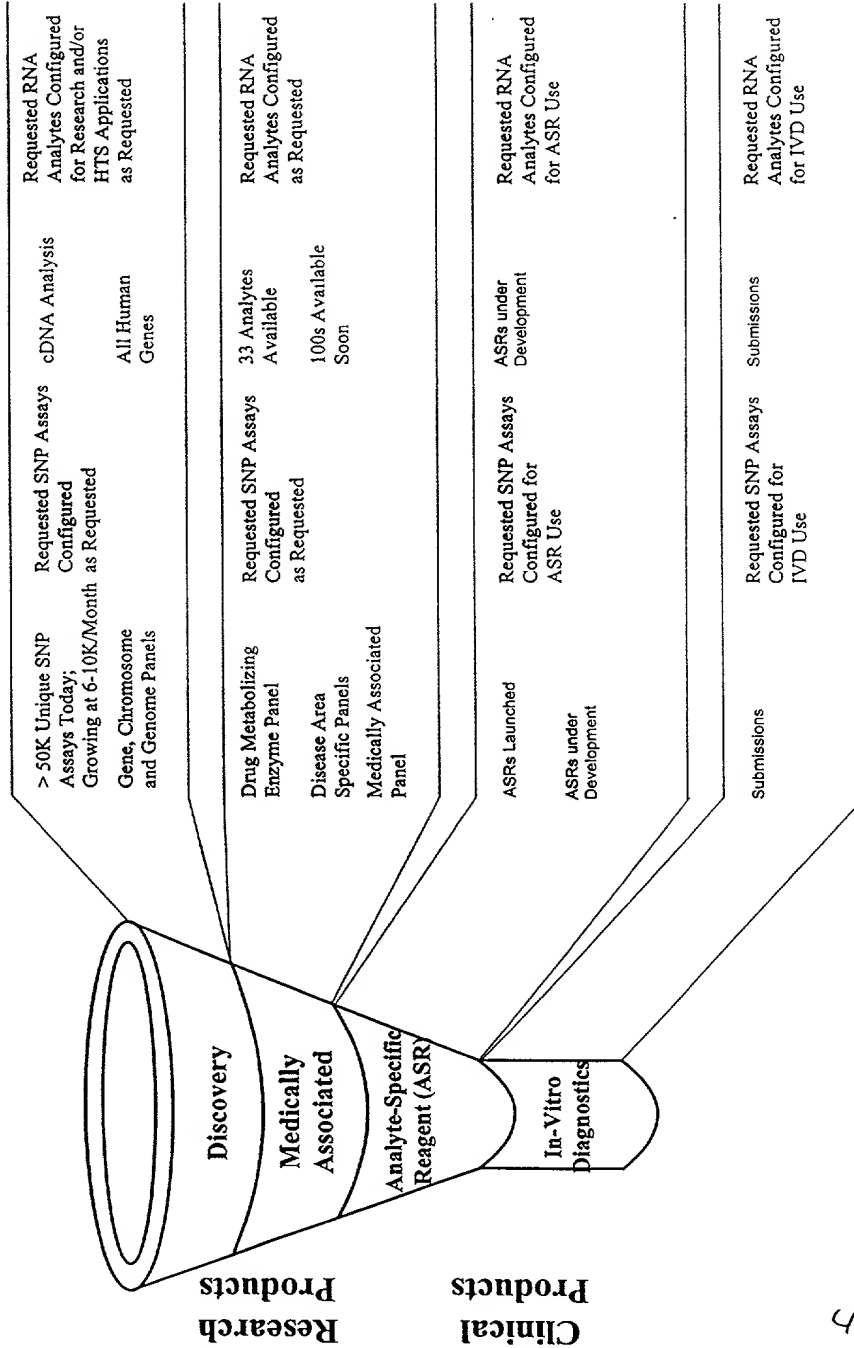 Research
Products
Clinical
Products
Discovery
Medically
Associated
Analyte-Specific
Reagent (ASR)
In-Vitro
Diagnostics
> 50K Unique SNP
Assays Today;
Growing at 6-10K/Month
Gene, Chromosome
and Genome Panels
Requested SNP Assays
Configured
as Requested
cDNA Analysis
All Human
Genes
Requested RNA
Analytes Configured
for Research and/or
HTS Applications
as Requested
Drug Metabolizing
Enzyme Panel
Disease Area
Specific Panels
Medically Associated
Panel
Requested SNP Assays
Configured
as Requested
33 Analytes
Available
100s Available
Soon
Requested RNA
Analytes Configured
as Requested
ASRs Launched
ASRs under
Development
Requested SNP Assays
Configured for
ASR Use
ASRs under
Development
Requested RNA
Analytes Configured
for ASR Use
Submissions
Requested SNP Assays
Configured for
IVD Use
Submissions
Requested RNA
Analytes Configured
for IVD Use